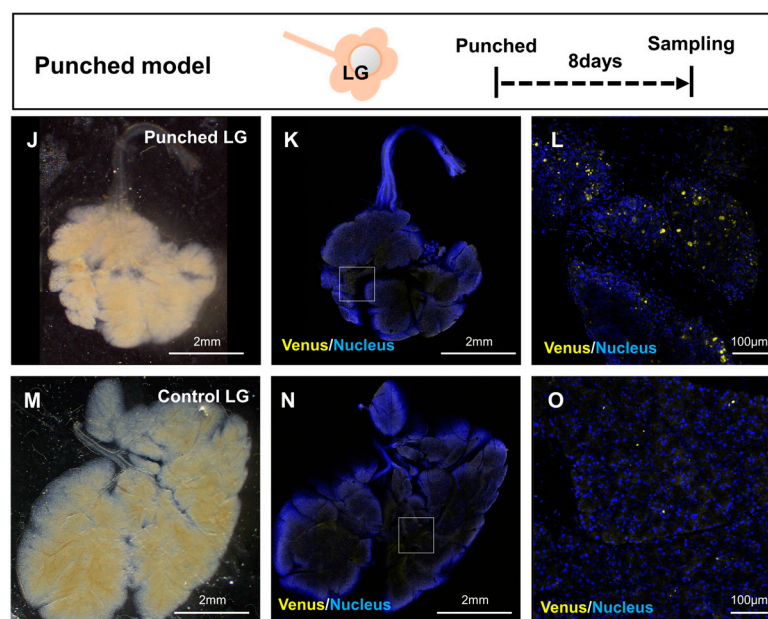 Punched model
LG
Punched
8days
Sampling
J
Punched LG
2mm
K
Venus/Nucleus
2mm
L
Venus/Nucleus
100μm
M
Control LG
2mm
N
Venus/Nucleus
2mm
O
Venus/Nucleus
100μm